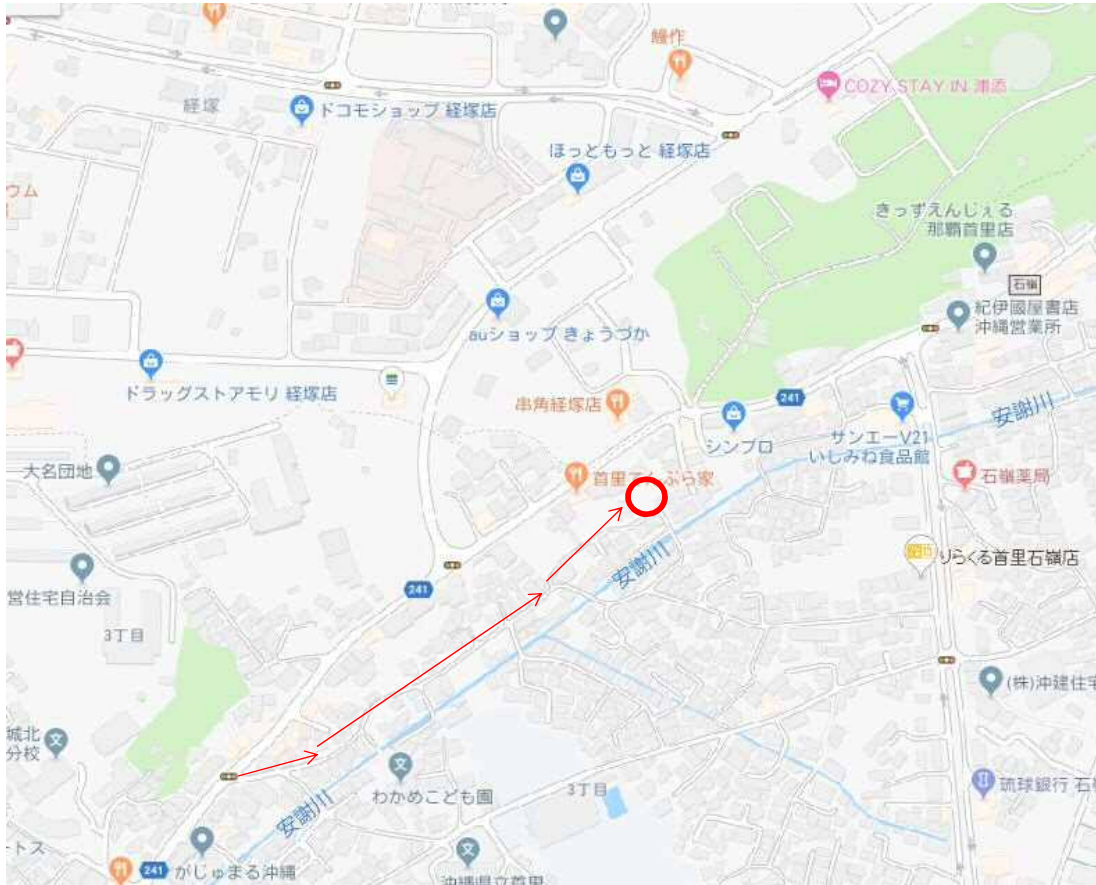 鰻作
COZY STAY IN 浦添
経塚
ドコモショップ 経塚店
ほっともっと 経塚店
ウム
きっずえんじぇる
那覇首里店
石嶺
紀伊國屋書店
沖縄営業所
auショップ きょうづか
ドラッグストアモリ 経塚店
串角経塚店
241
シンプロ
サンエーV21
いしみね食品館
安謝川
大名団地
首里てんぷら家
石嶺薬局
安謝川
りらくる首里石嶺店
営住宅自治会
241
3丁目
(株)沖建住宅
城北
分校
わかめこども園
3丁目
琉球銀行 石嶺
安謝川
トス
241
がじゅまる沖縄
沖縄県立首里